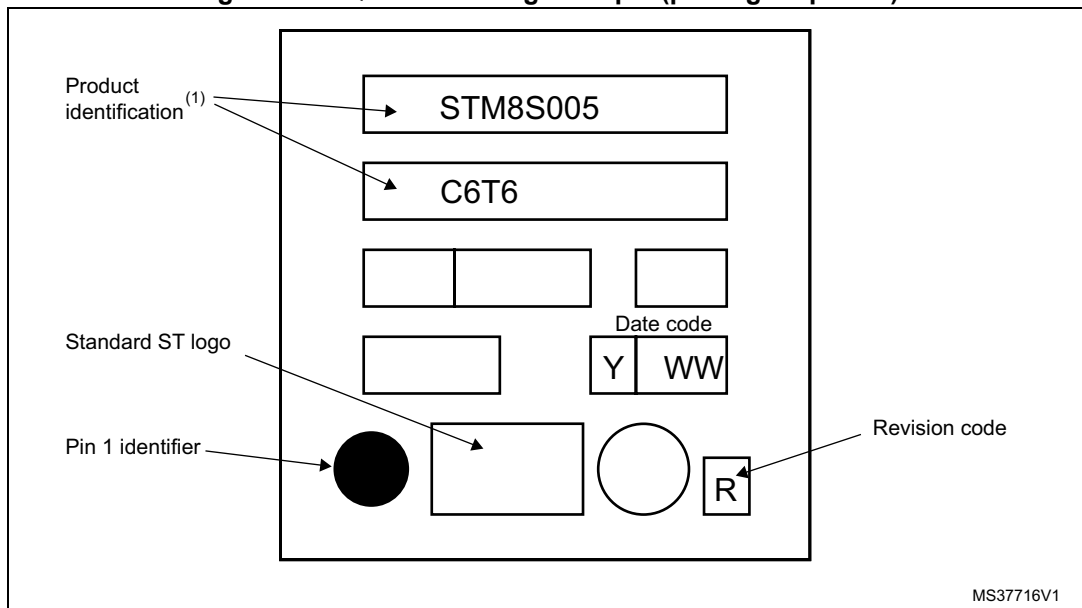 Product
identification(1)
STM8S005
C6T6
Date code
Standard ST logo
Y WW
Pin 1 identifier
Revision code
R
MS37716V1